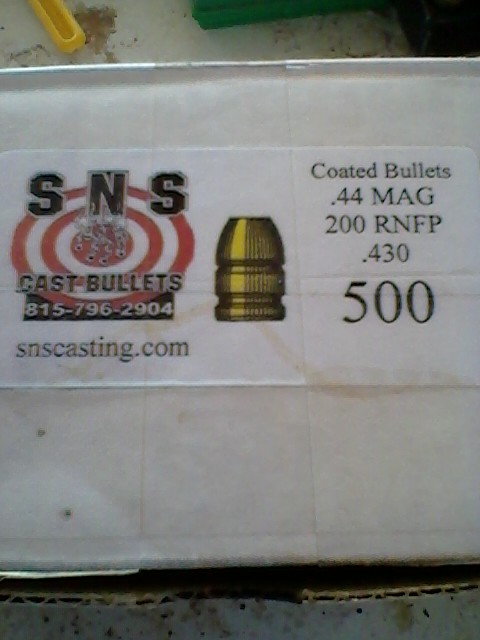 SNS
CAST BULLETS
815-796-2904
snscasting.com
Coated Bullets
.44 MAG
200 RNFP
.430
500